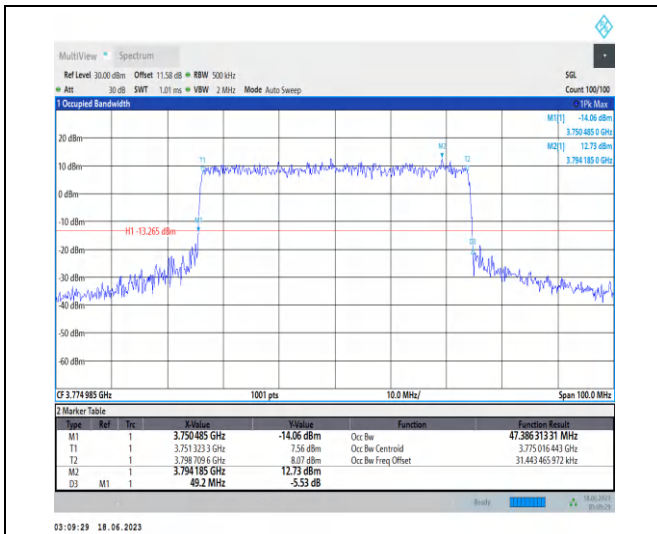 MultiView Spectrum
Ref Level 30.00 dBm Offset 11.58 dB RBW 500 kHz SGL
Att 30 dB SWT 1.01 ms VBW 2 MHz Mode Auto Sweep Count 100/100
1 Occupied Bandwidth 1Pk Max
M1[1] -14.06 dBm
3.750 485 0 GHz
M2[1] 12.73 dBm
3.794 185 0 GHz
20 dBm
M2
T1 T2
10 dBm
0 dBm
-10 dBm
M1
H1 -13.265 dBm
D3
-20 dBm
-30 dBm
-40 dBm
-50 dBm
-60 dBm
CF 3.774 985 GHz 1001 pts 10.0 MHz/ Span 100.0 MHz
2 Marker Table
Type Ref Trc X-Value Y-Value Function Function Result
M1 1 3.750 485 GHz -14.06 dBm Occ Bw 47.386 313 31 MHz
T1 1 3.751 323 3 GHz 7.56 dBm Occ Bw Centroid 3.775 016 443 GHz
T2 1 3.798 709 6 GHz 8.07 dBm Occ Bw Freq Offset 31.443 465 972 kHz
M2 1 3.794 185 GHz 12.73 dBm
D3 M1 1 49.2 MHz -5.53 dB
Ready 18.06.2023
03:09:29
03:09:29 18.06.2023